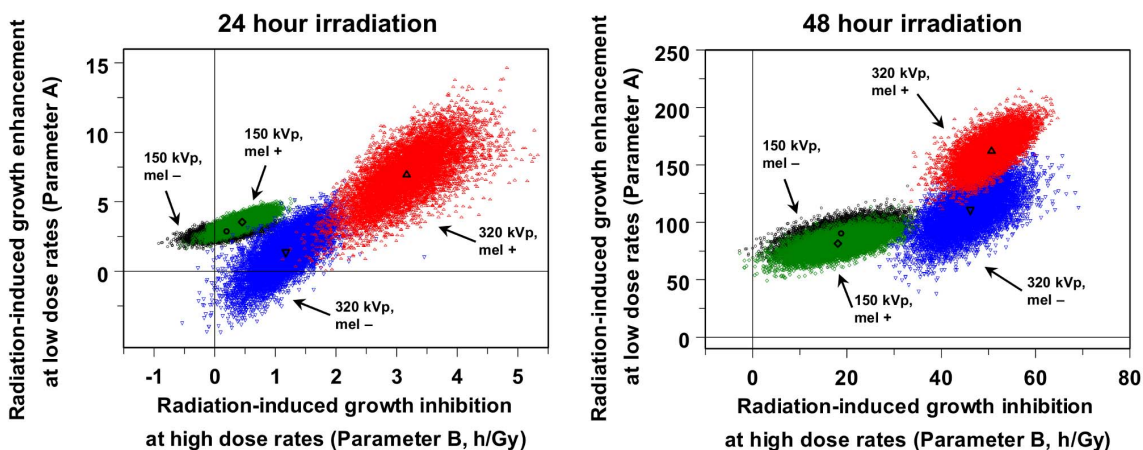 24 hour irradiation
Radiation-induced growth enhancement
at low dose rates (Parameter A)
15
10
5
0
150 kVp,
mel –
150 kVp,
mel +
320 kVp,
mel +
320 kVp,
mel –
-1 0 1 2 3 4 5
Radiation-induced growth inhibition
at high dose rates (Parameter B, h/Gy)
48 hour irradiation
Radiation-induced growth enhancement
at low dose rates (Parameter A)
250
200
150
100
50
0
320 kVp,
mel +
150 kVp,
mel –
150 kVp,
mel +
320 kVp,
mel –
0 20 40 60 80
Radiation-induced growth inhibition
at high dose rates (Parameter B, h/Gy)